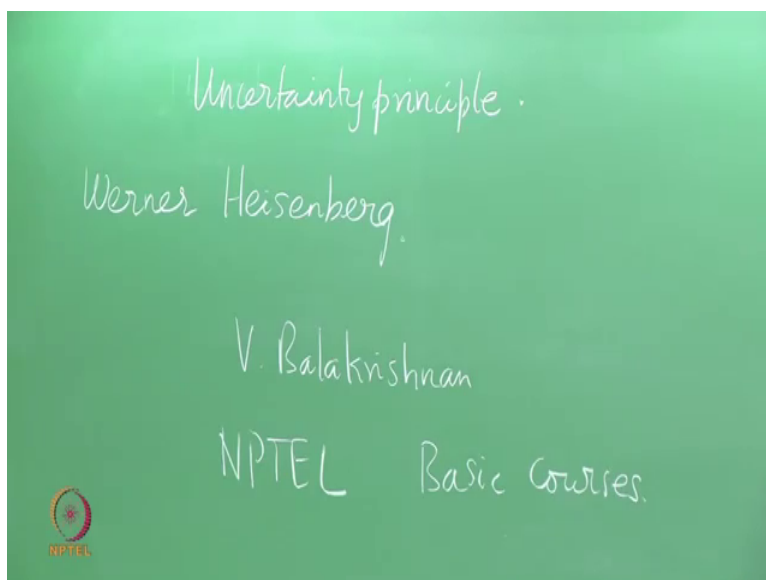 Uncertainty principle.
Werner Heisenberg.
V. Balakrishnan
NPTEL Basic Courses.
NPTEL